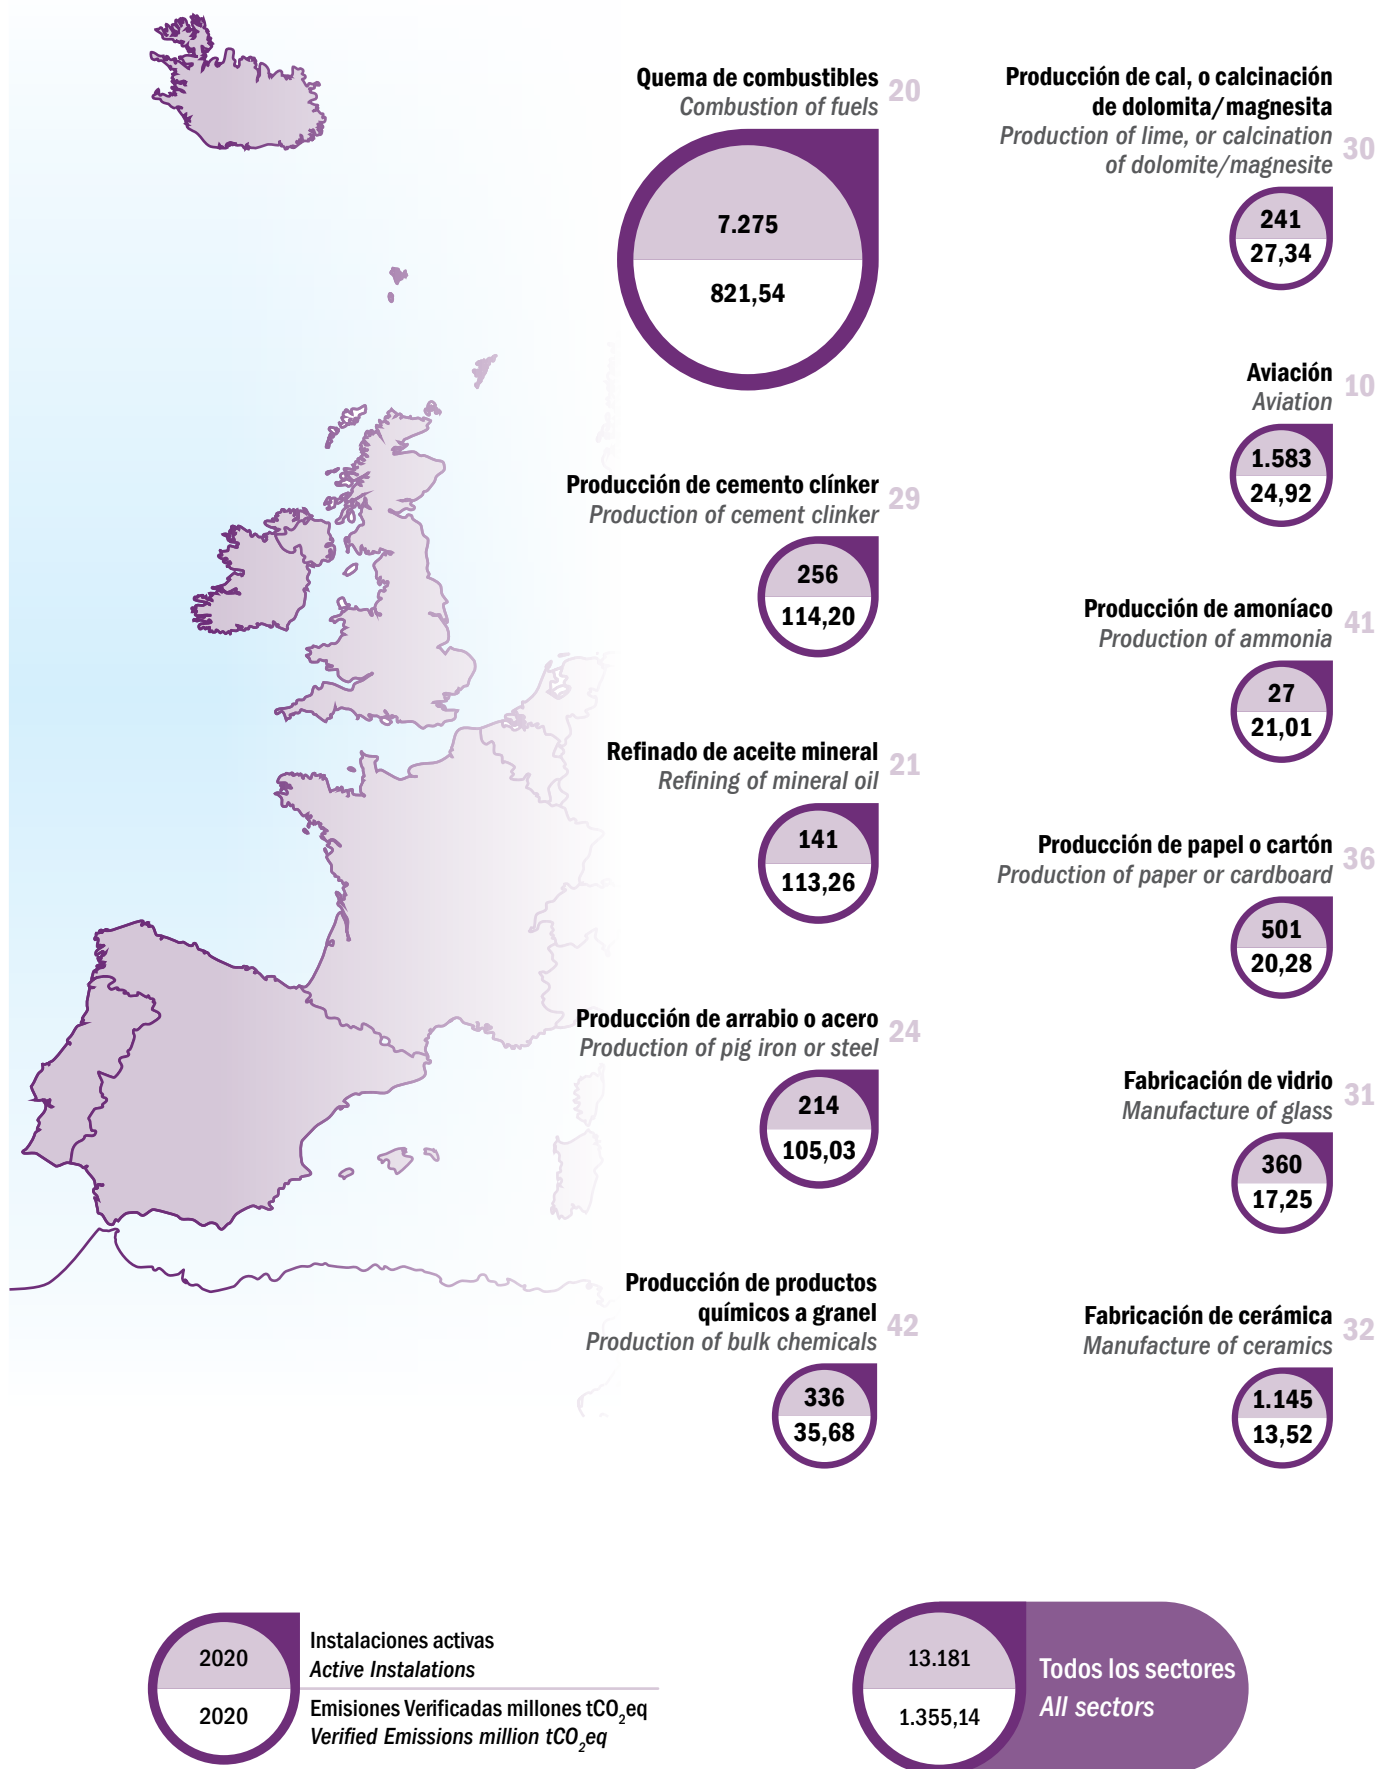 Quema de combustibles
Combustion of fuels
20
7.275
821,54
Producción de cemento clínker
Production of cement clinker
29
256
114,20
Refinado de aceite mineral
Refining of mineral oil
21
141
113,26
Producción de arrabio o acero
Production of pig iron or steel
24
214
105,03
Producción de productos
químicos a granel
Production of bulk chemicals
42
336
35,68
Producción de cal, o calcinación
de dolomita/magnesita
Production of lime, or calcination
of dolomite/magnesite
30
241
27,34
Aviación
Aviation
10
1.583
24,92
Producción de amoníaco
Production of ammonia
41
27
21,01
Producción de papel o cartón
Production of paper or cardboard
36
501
20,28
Fabricación de vidrio
Manufacture of glass
31
360
17,25
Fabricación de cerámica
Manufacture of ceramics
32
1.145
13,52
2020
Instalaciones activas
Active Instalations
2020
Emisiones Verificadas millones tCO₂eq
Verified Emissions million tCO₂eq
13.181
1.355,14
Todos los sectores
All sectors